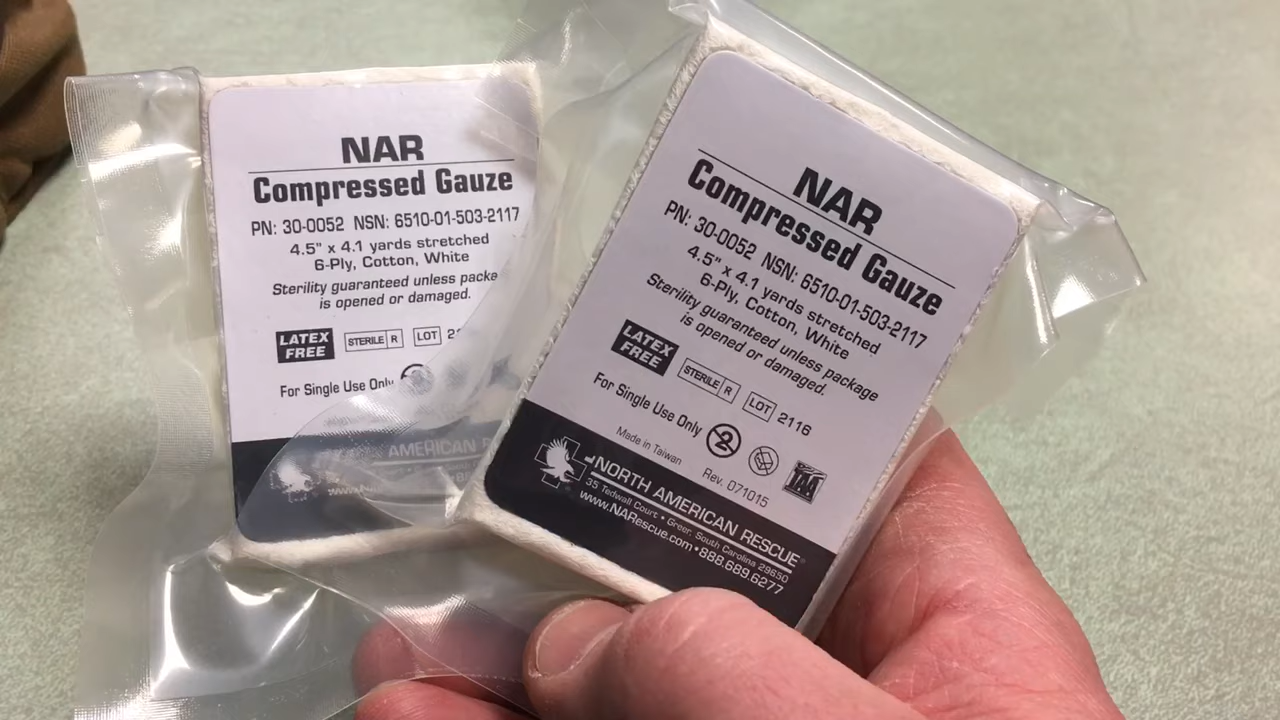 NAR
Compressed Gauze
PN: 30-0052 NSN: 6510-01-503-2117
4.5" x 4.1 yards stretched
6-Ply, Cotton, White
Sterility guaranteed unless packa
is opened or damaged.
LATEX FREE STERILE R LOT
For Single Use Only
AMERICAN
NAR
Compressed Gauze
PN: 30-0052 NSN: 6510-01-503-2117
4.5" x 4.1 yards stretched
6-Ply, Cotton, White
Sterility guaranteed unless package
is opened or damaged.
LATEX FREE STERILE R LOT 2116
For Single Use Only 2
Made in Taiwan Rev. 071015 TAA
NORTH AMERICAN RESCUE
35 Tedwall Court • Greer, South Carolina 29650
www.NARescue.com • 888.689.6277